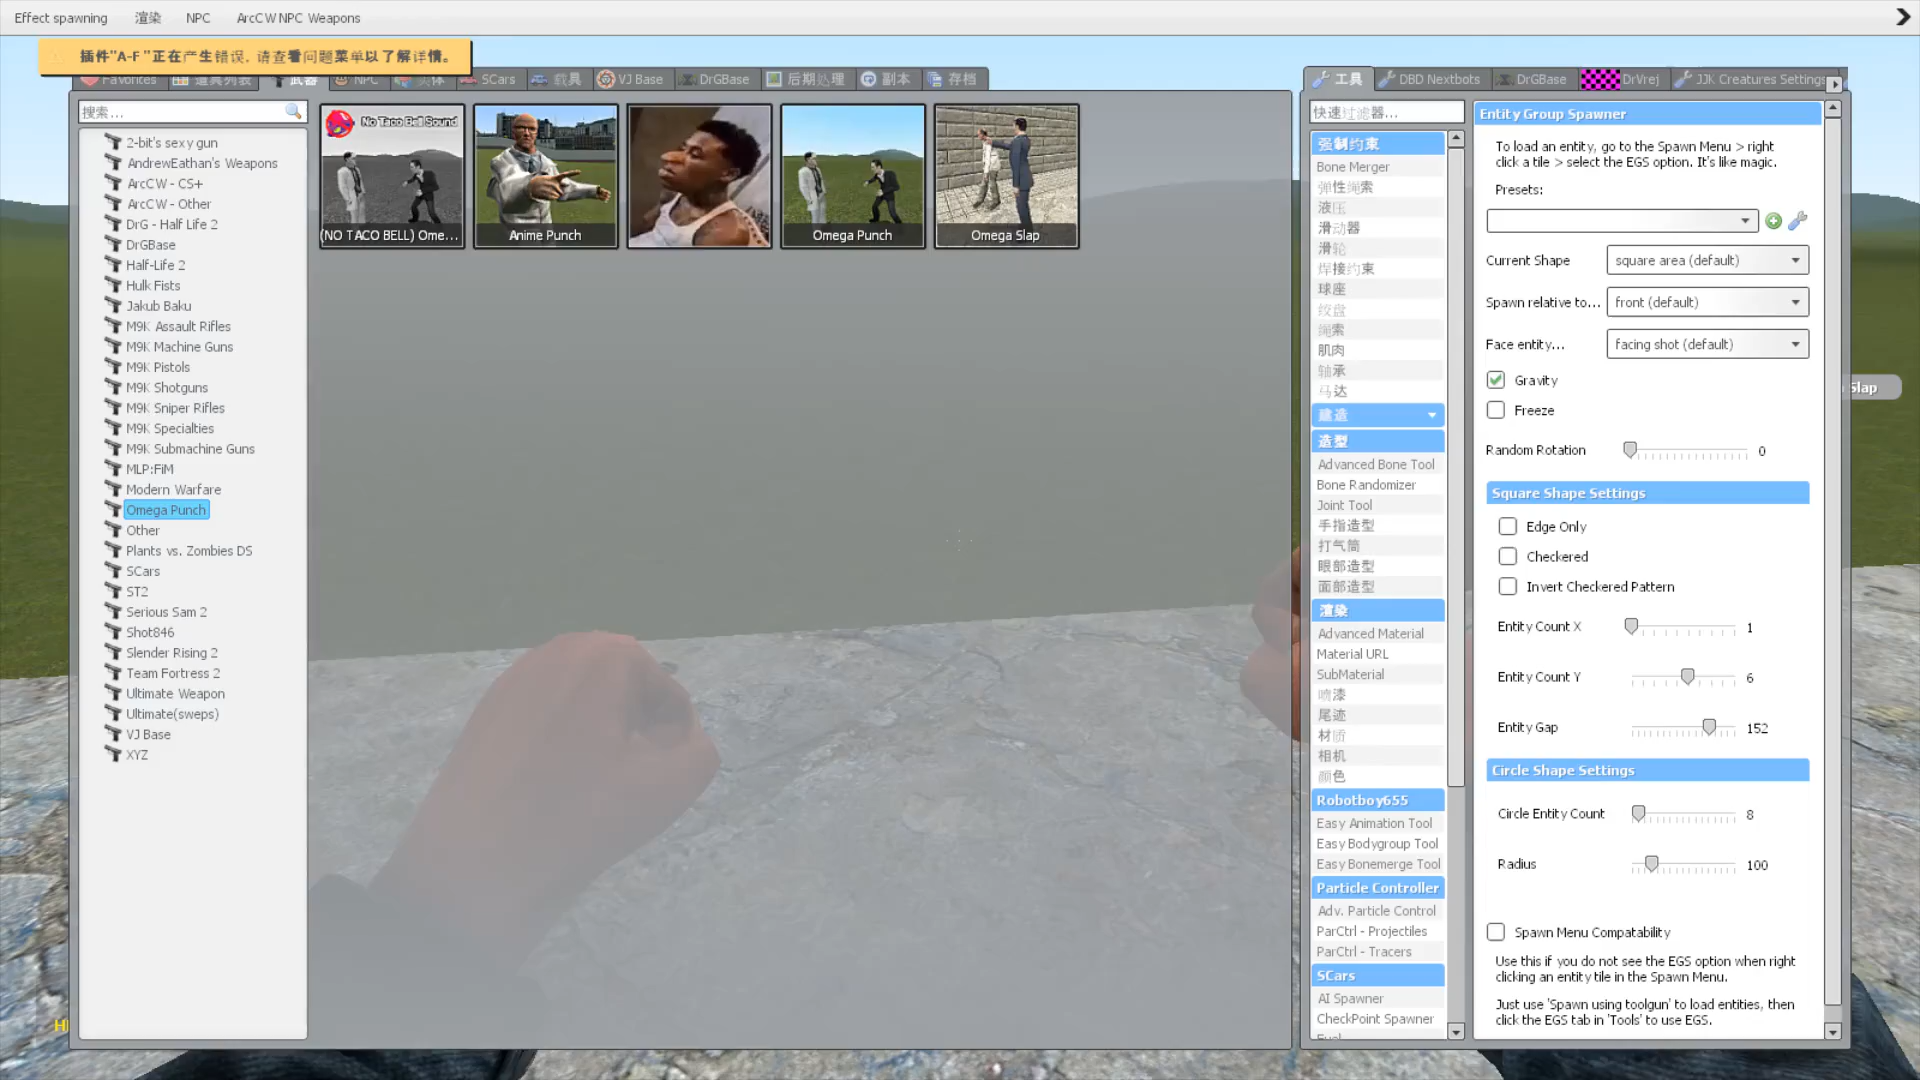 Effect spawning 渲染 NPC ArcCW NPC Weapons
插件"A-F "正在产生错误, 请查看问题菜单以了解详情。
Favorites 道具列表 武器 NPC 实体 SCars 载具 VJ Base DrGBase 后期处理 副本 存档
工具 DBD Nextbots DrGBase DrVrej JJK Creatures Settings
搜索...
2-bit's sexy gun
AndrewEathan's Weapons
ArcCW - CS+
ArcCW - Other
DrG - Half Life 2
DrGBase
Half-Life 2
Hulk Fists
Jakub Baku
M9K Assault Rifles
M9K Machine Guns
M9K Pistols
M9K Shotguns
M9K Sniper Rifles
M9K Specialties
M9K Submachine Guns
MLP:FiM
Modern Warfare
Omega Punch
Other
Plants vs. Zombies DS
SCars
ST2
Serious Sam 2
Shot846
Slender Rising 2
Team Fortress 2
Ultimate Weapon
Ultimate(sweps)
VJ Base
XYZ
No Taco Bell Sound
(NO TACO BELL) Ome...
Anime Punch
Omega Punch
Omega Slap
快速过滤器...
强制约束
Bone Merger
弹性绳索
液压
滑动器
滑轮
焊接约束
球座
绞盘
绳索
肌肉
轴承
马达
建造
造型
Advanced Bone Tool
Bone Randomizer
Joint Tool
手指造型
打气筒
眼部造型
面部造型
渲染
Advanced Material
Material URL
SubMaterial
喷漆
尾迹
材质
相机
颜色
Robotboy655
Easy Animation Tool
Easy Bodygroup Tool
Easy Bonemerge Tool
Particle Controller
Adv. Particle Control
ParCtrl - Projectiles
ParCtrl - Tracers
SCars
AI Spawner
CheckPoint Spawner
Entity Group Spawner
To load an entity, go to the Spawn Menu > right
click a tile > select the EGS option. It's like magic.
Presets:
Current Shape square area (default)
Spawn relative to... front (default)
Face entity... facing shot (default)
Gravity
Freeze
Random Rotation 0
Square Shape Settings
Edge Only
Checkered
Invert Checkered Pattern
Entity Count X 1
Entity Count Y 6
Entity Gap 152
Circle Shape Settings
Circle Entity Count 8
Radius 100
Spawn Menu Compatability
Use this if you do not see the EGS option when right
clicking an entity tile in the Spawn Menu.
Just use 'Spawn using toolgun' to load entities, then
click the EGS tab in 'Tools' to use EGS.
Slap